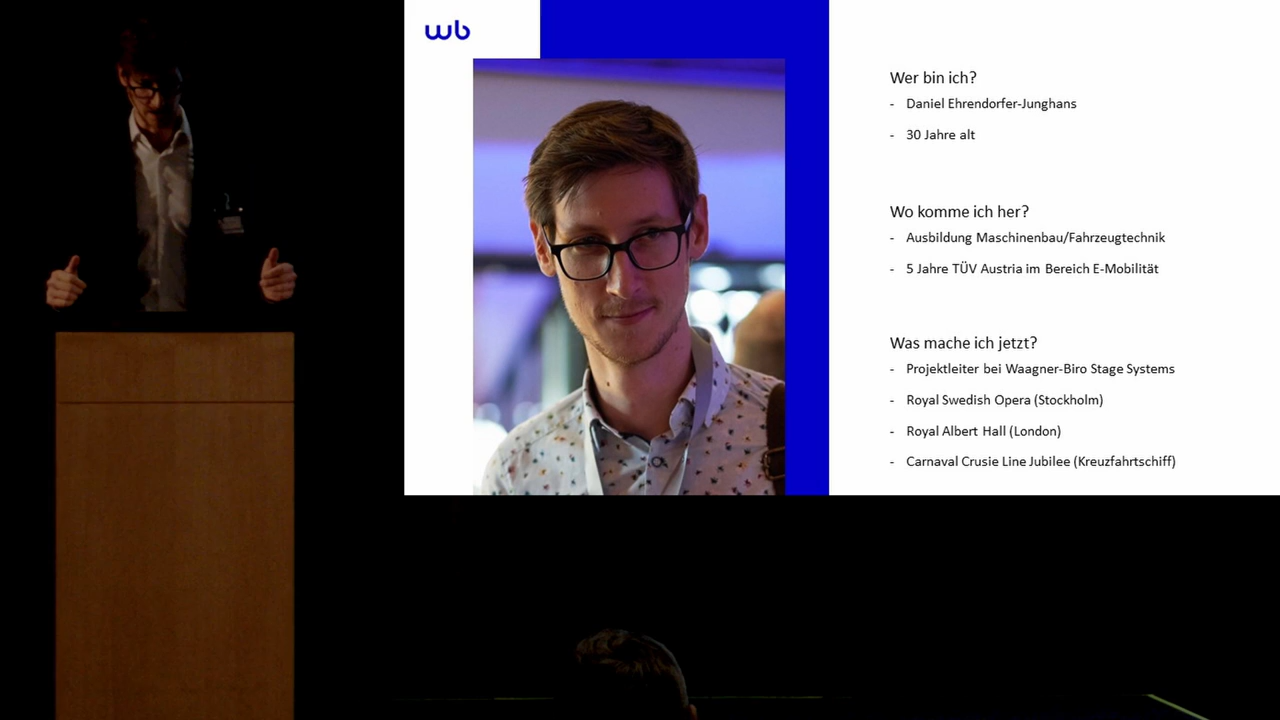 wb
Wer bin ich?
- Daniel Ehrendorfer-Junghans
- 30 Jahre alt
Wo komme ich her?
- Ausbildung Maschinenbau/Fahrzeugtechnik
- 5 Jahre TÜV Austria im Bereich E-Mobilität
Was mache ich jetzt?
- Projektleiter bei Waagner-Biro Stage Systems
- Royal Swedish Opera (Stockholm)
- Royal Albert Hall (London)
- Carnaval Crusie Line Jubilee (Kreuzfahrtschiff)